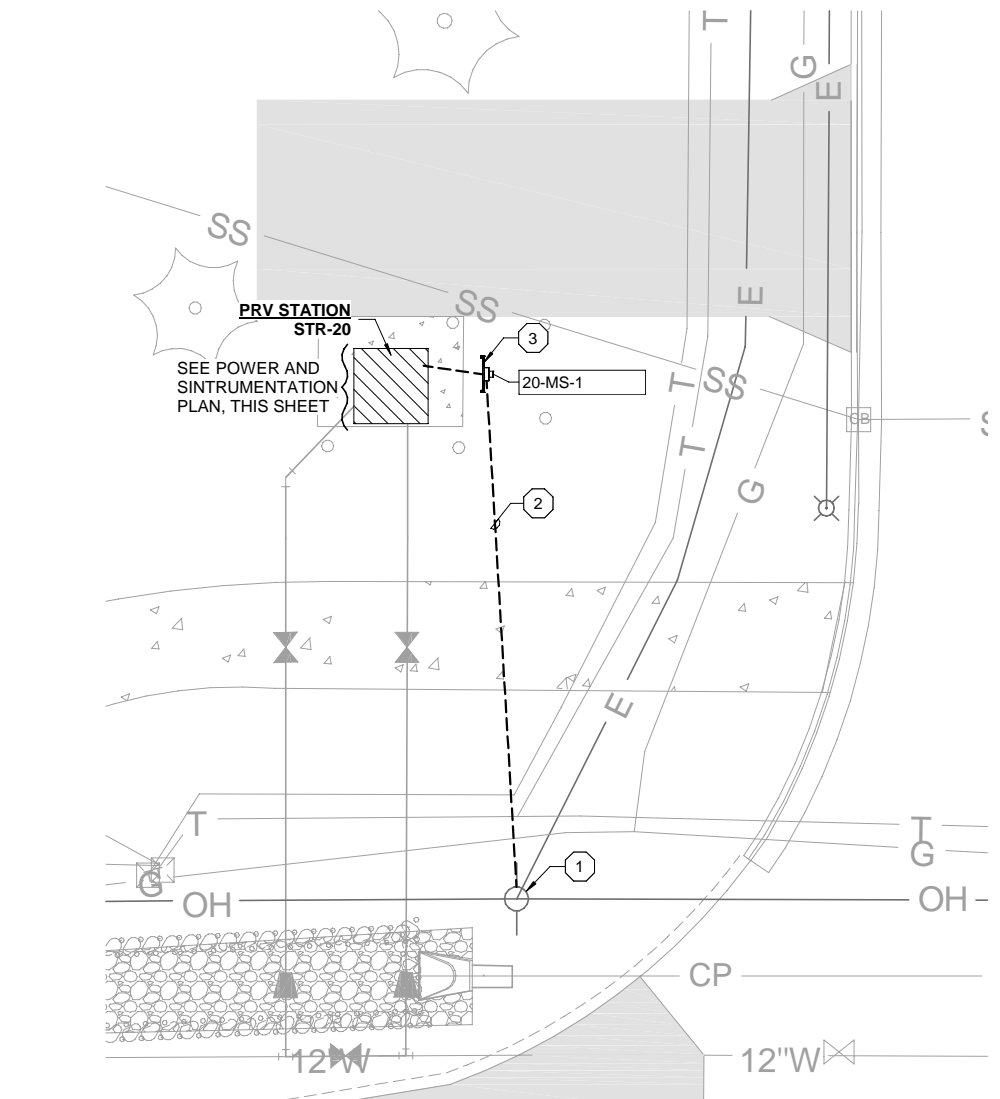 T
G
E
SS
E
SS
PRV STATION
STR-20
3
SEE POWER AND
SINTRUMENTATION
PLAN, THIS SHEET
20-MS-1
T
SS
CB
S
T
G
2
E
T
T
G
1
G
OH
OH
CP
12"W
12"W